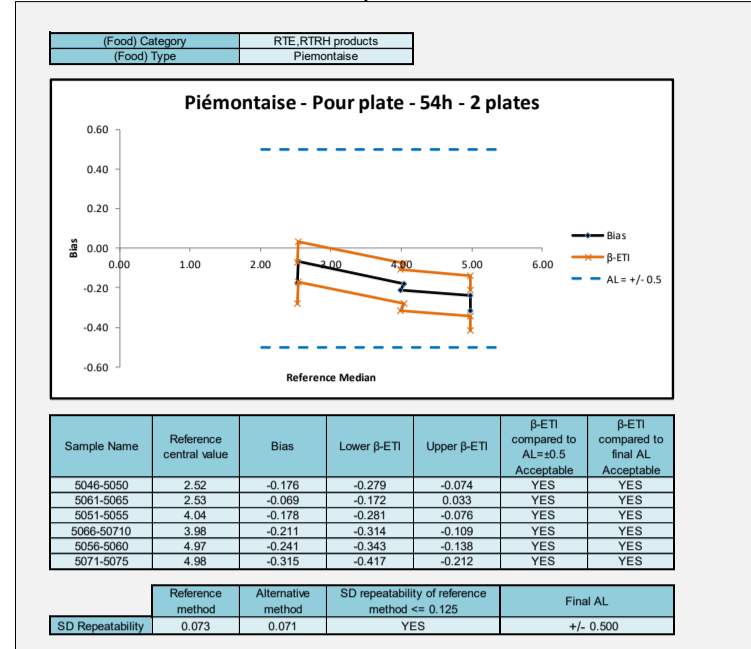 (Food) Category RTE,RTRH products
(Food) Type Piemontaise
Piémontaise - Pour plate - 54h - 2 plates
0.60
0.40
0.20
0.00
-0.20
-0.40
-0.60
Bias
0.00 1.00 2.00 3.00 4.00 5.00 6.00
Reference Median
Bias
β-ETI
AL = +/- 0.5
Sample Name Reference central value Bias Lower β-ETI Upper β-ETI β-ETI compared to AL=±0.5 Acceptable β-ETI compared to final AL Acceptable
5046-5050 2.52 -0.176 -0.279 -0.074 YES YES
5061-5065 2.53 -0.069 -0.172 0.033 YES YES
5051-5055 4.04 -0.178 -0.281 -0.076 YES YES
5066-50710 3.98 -0.211 -0.314 -0.109 YES YES
5056-5060 4.97 -0.241 -0.343 -0.138 YES YES
5071-5075 4.98 -0.315 -0.417 -0.212 YES YES
Reference method Alternative method SD repeatability of reference method <= 0.125 Final AL
SD Repeatability 0.073 0.071 YES +/- 0.500